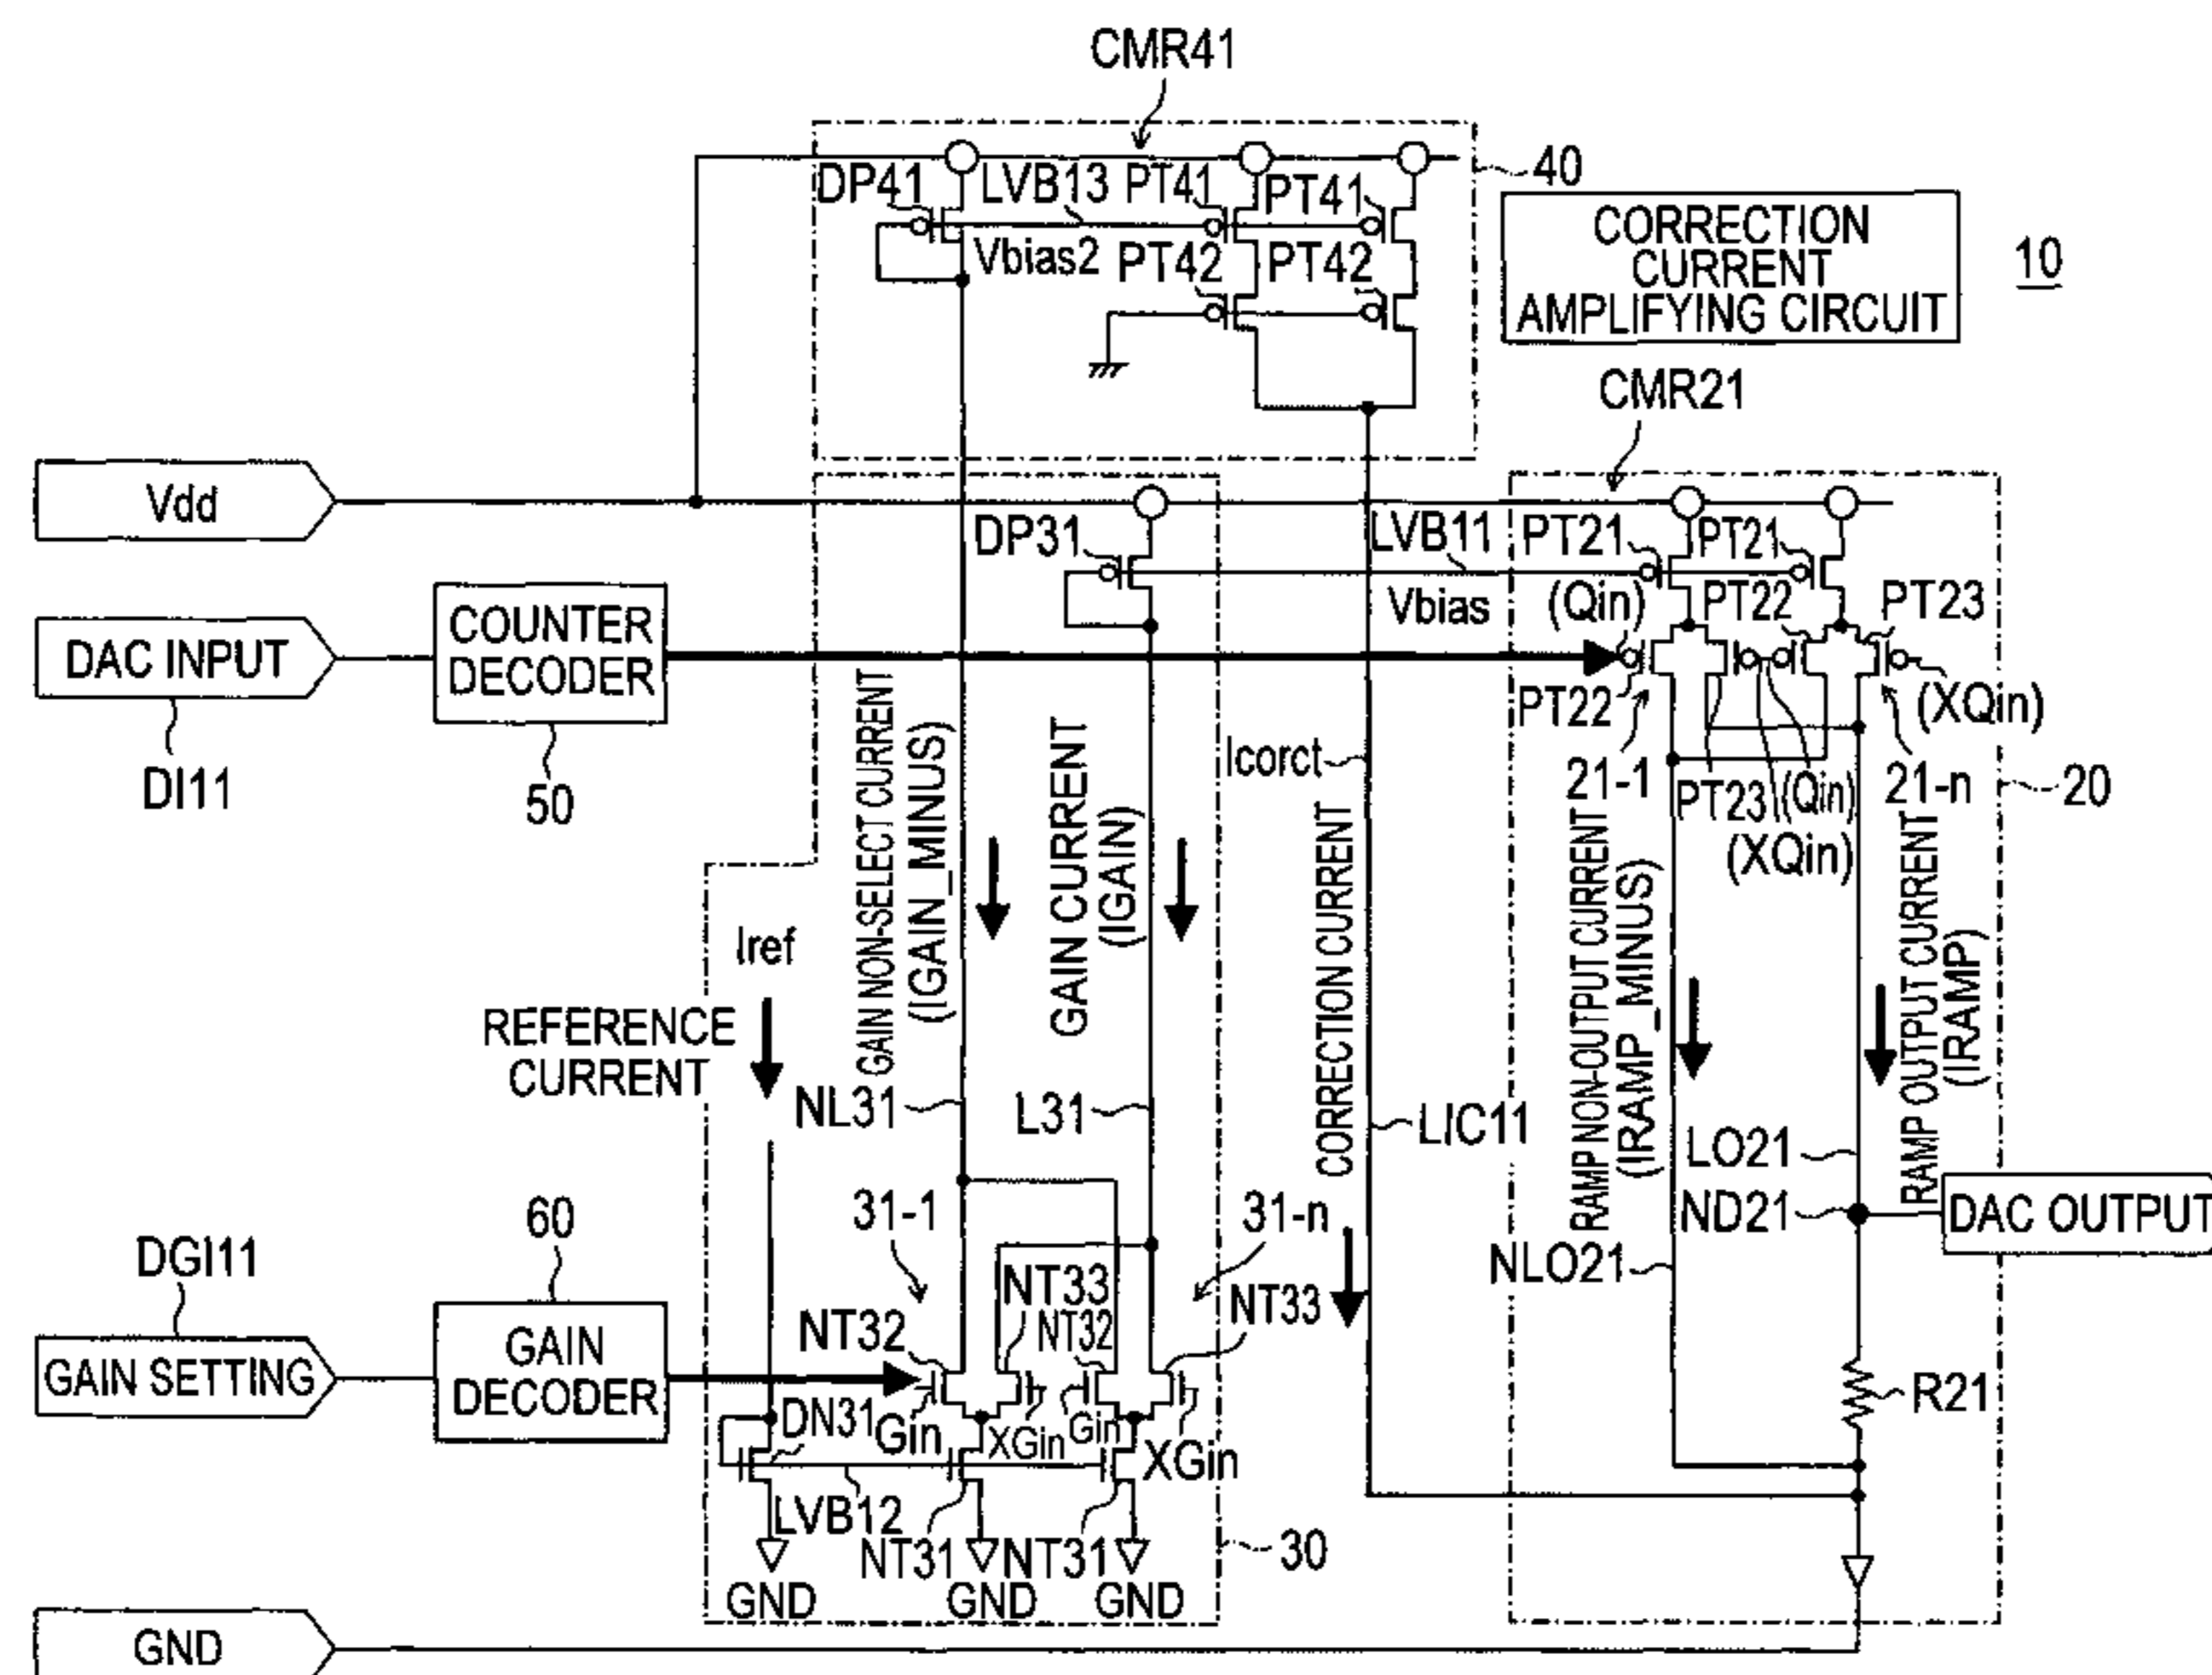 CMR41
DP41
LVB13
PT41
PT41
40
Vbias2
PT42
PT42
CORRECTION
CURRENT
AMPLIFYING CIRCUIT
10
CMR21
Vdd
DP31
LVB11
PT21
PT21
Vbias
(Qin)
PT22
PT23
DAC INPUT
COUNTER
DECODER
DI11
50
PT22
21-1
PT23
(Qin)
(XQin)
(XQin)
21-n
20
GAIN NON-SELECT CURRENT
(IGAIN_MINUS)
GAIN CURRENT
(IGAIN)
Icorct
CORRECTION CURRENT
RAMP NON-OUTPUT CURRENT
(IRAMP_MINUS)
RAMP OUTPUT CURRENT
(IRAMP)
Iref
REFERENCE
CURRENT
NL31
L31
LIC11
LO21
ND21
DAC OUTPUT
NLO21
31-1
31-n
DGI11
60
GAIN SETTING
GAIN
DECODER
NT32
NT33
NT32
NT33
R21
DN31
Gin
XGin
Gin
XGin
LVB12
NT31
NT31
30
GND
GND
GND
GND